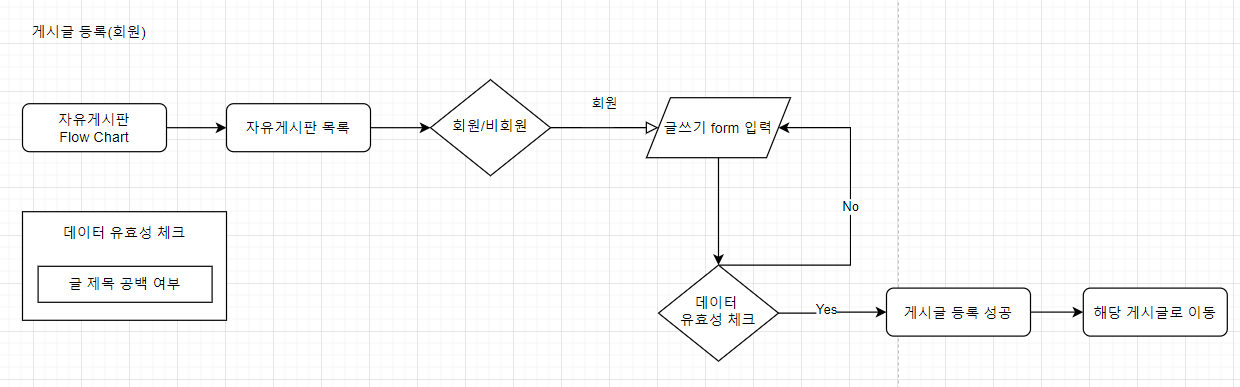 게시글 등록(회원)
자유게시판
Flow Chart
자유게시판 목록
회원/비회원
회원
글쓰기 form 입력
No
데이터 유효성 체크
글 제목 공백 여부
데이터
유효성 체크
Yes
게시글 등록 성공
해당 게시글로 이동